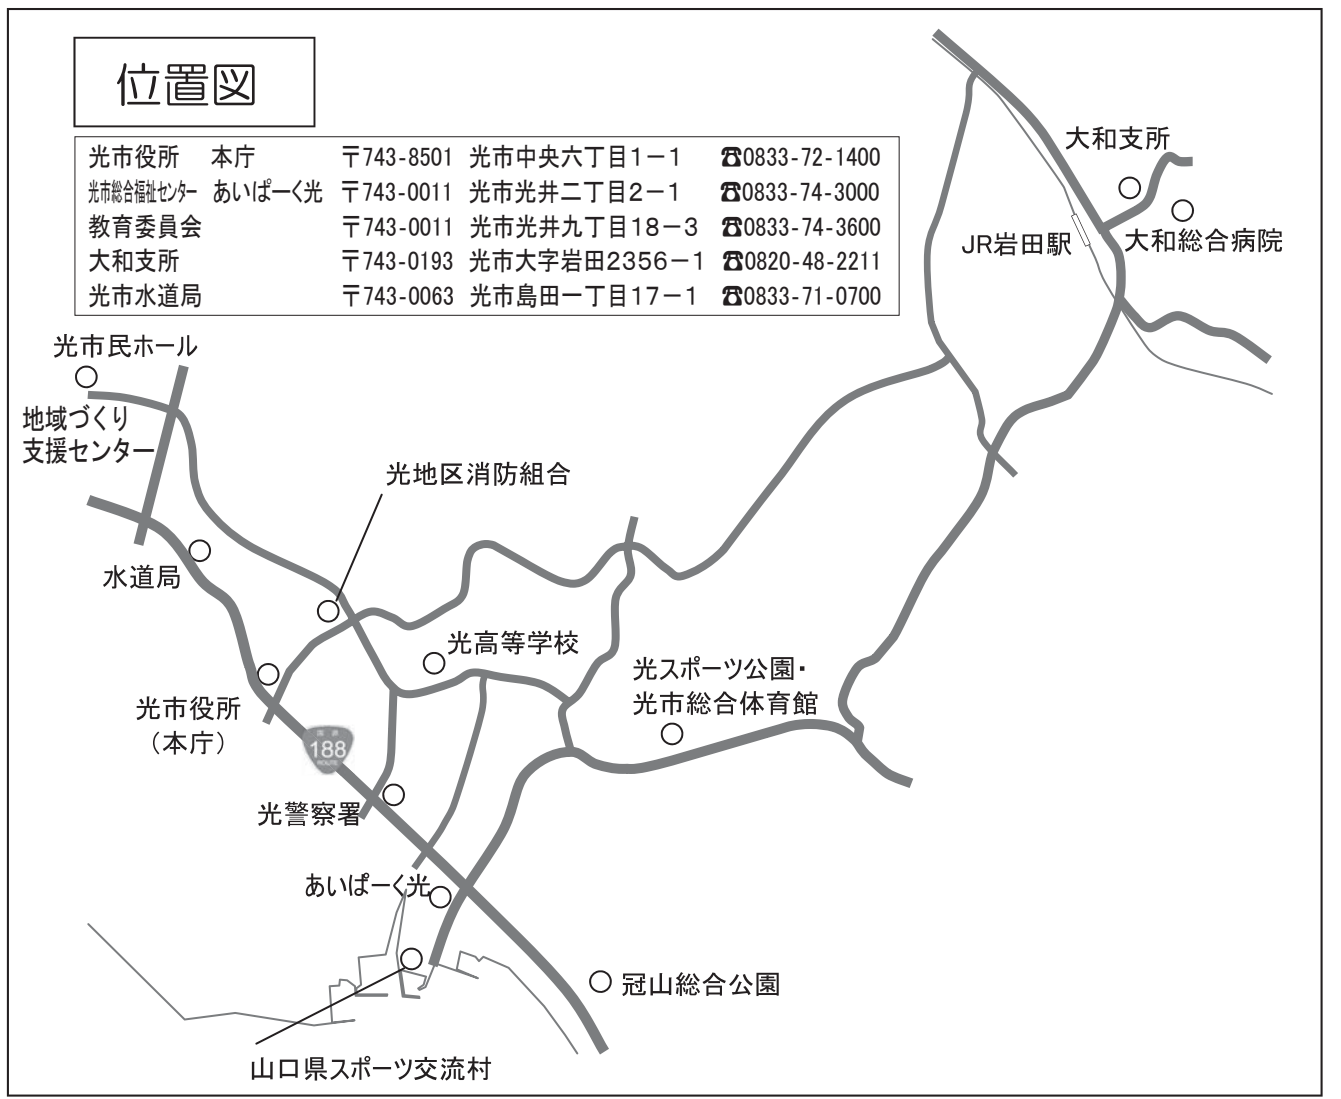 位置図
光市役所 本庁 〒743-8501 光市中央六丁目1－1 ☎0833-72-1400
光市総合福祉センター あいぱーく光 〒743-0011 光市光井二丁目2－1 ☎0833-74-3000
教育委員会 〒743-0011 光市光井九丁目18－3 ☎0833-74-3600
大和支所 〒743-0193 光市大字岩田2356－1 ☎0820-48-2211
光市水道局 〒743-0063 光市島田一丁目17－1 ☎0833-71-0700
大和支所
JR岩田駅
大和総合病院
光市民ホール
地域づくり
支援センター
光地区消防組合
水道局
光高等学校
光スポーツ公園・
光市総合体育館
光市役所
（本庁）
国道
188
ROUTE
光警察署
あいぱーく光
冠山総合公園
山口県スポーツ交流村